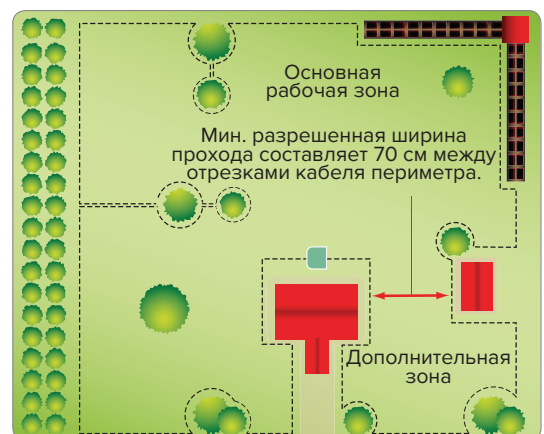 Основная
рабочая зона
Мин. разрешенная ширина
прохода составляет 70 см между
отрезками кабеля периметра.
Дополнительная
зона